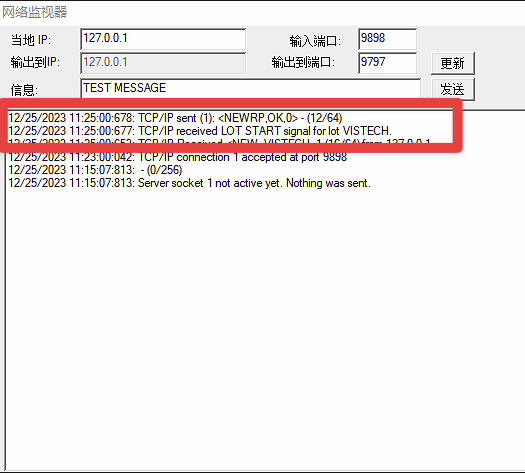 网络监视器
当地 IP: 127.0.0.1 输入端口: 9898
输出到IP: 127.0.0.1 输出到端口: 9797 更新
信息: TEST MESSAGE 发送
12/25/2023 11:25:00:678: TCP/IP sent (1): <NEWRP,OK,0> - (12/64)
12/25/2023 11:25:00:677: TCP/IP received LOT START signal for lot VISTECH.
12/25/2023 11:25:00:653: TCP/IP Received <NEW, VISTECH, 1 (16/64) from 127.0.0.1
12/25/2023 11:23:00:042: TCP/IP connection 1 accepted at port 9898
12/25/2023 11:15:07:813: - (0/256)
12/25/2023 11:15:07:813: Server socket 1 not active yet. Nothing was sent.